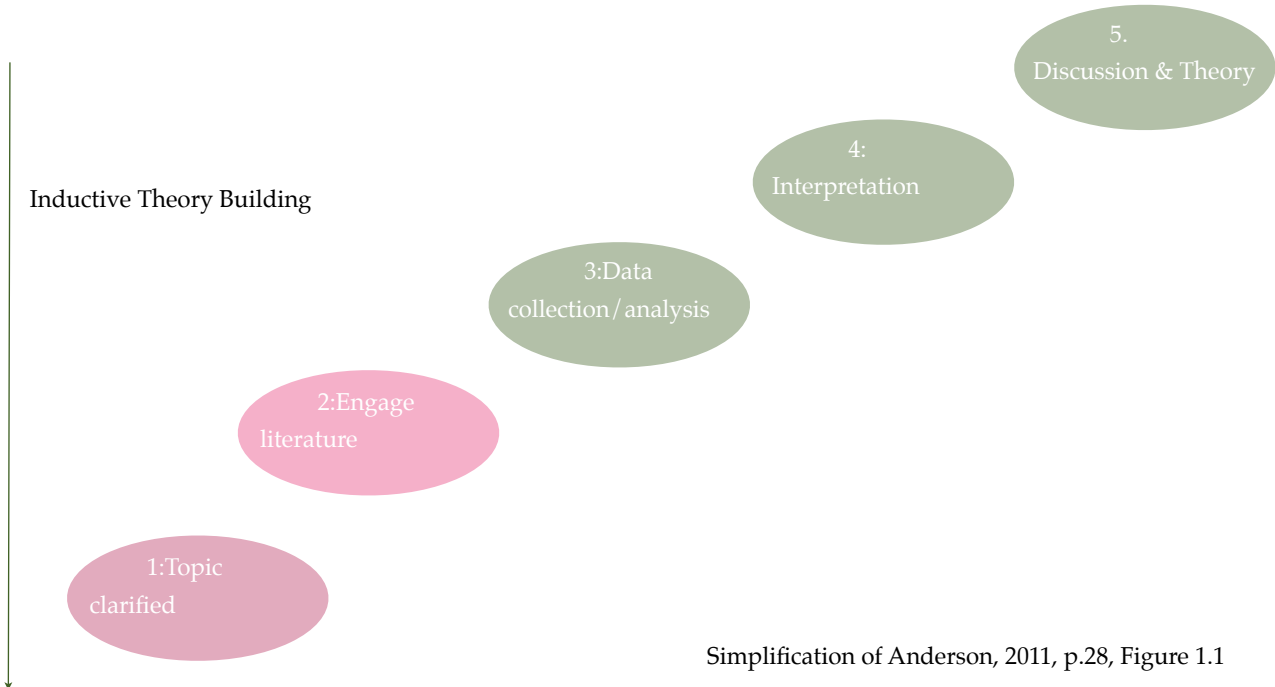 5.
Discussion & Theory
4:
Interpretation
Inductive Theory Building
3:Data
collection/analysis
2:Engage
literature
1:Topic
clarified
Simplification of Anderson, 2011, p.28, Figure 1.1